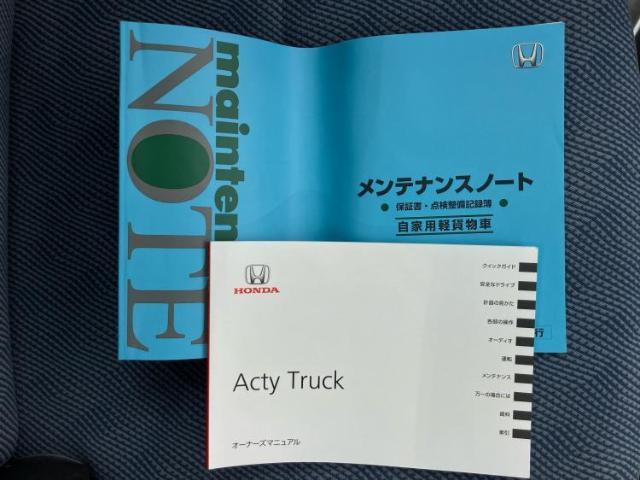 mainten
NOTE
メンテナンスノート
● 保証書・点検整備記録簿 ●
自家用軽貨物車
行
HONDA
Acty Truck
オーナーズマニュアル
クイックガイド
安全なドライブ
計器の見かた
各部の操作
オーディオ
運転
メンテナンス
万一の場合には
資料
索引